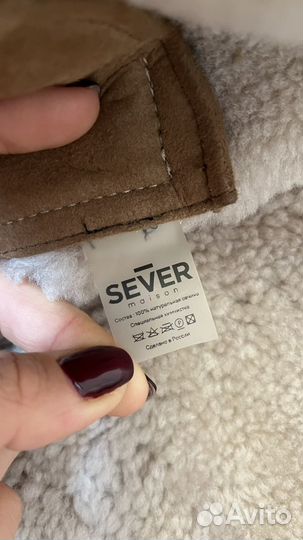 SEVER
maison
Состав: 100% натуральная овчина
Специальная химчистка
Сделано в России
Avito